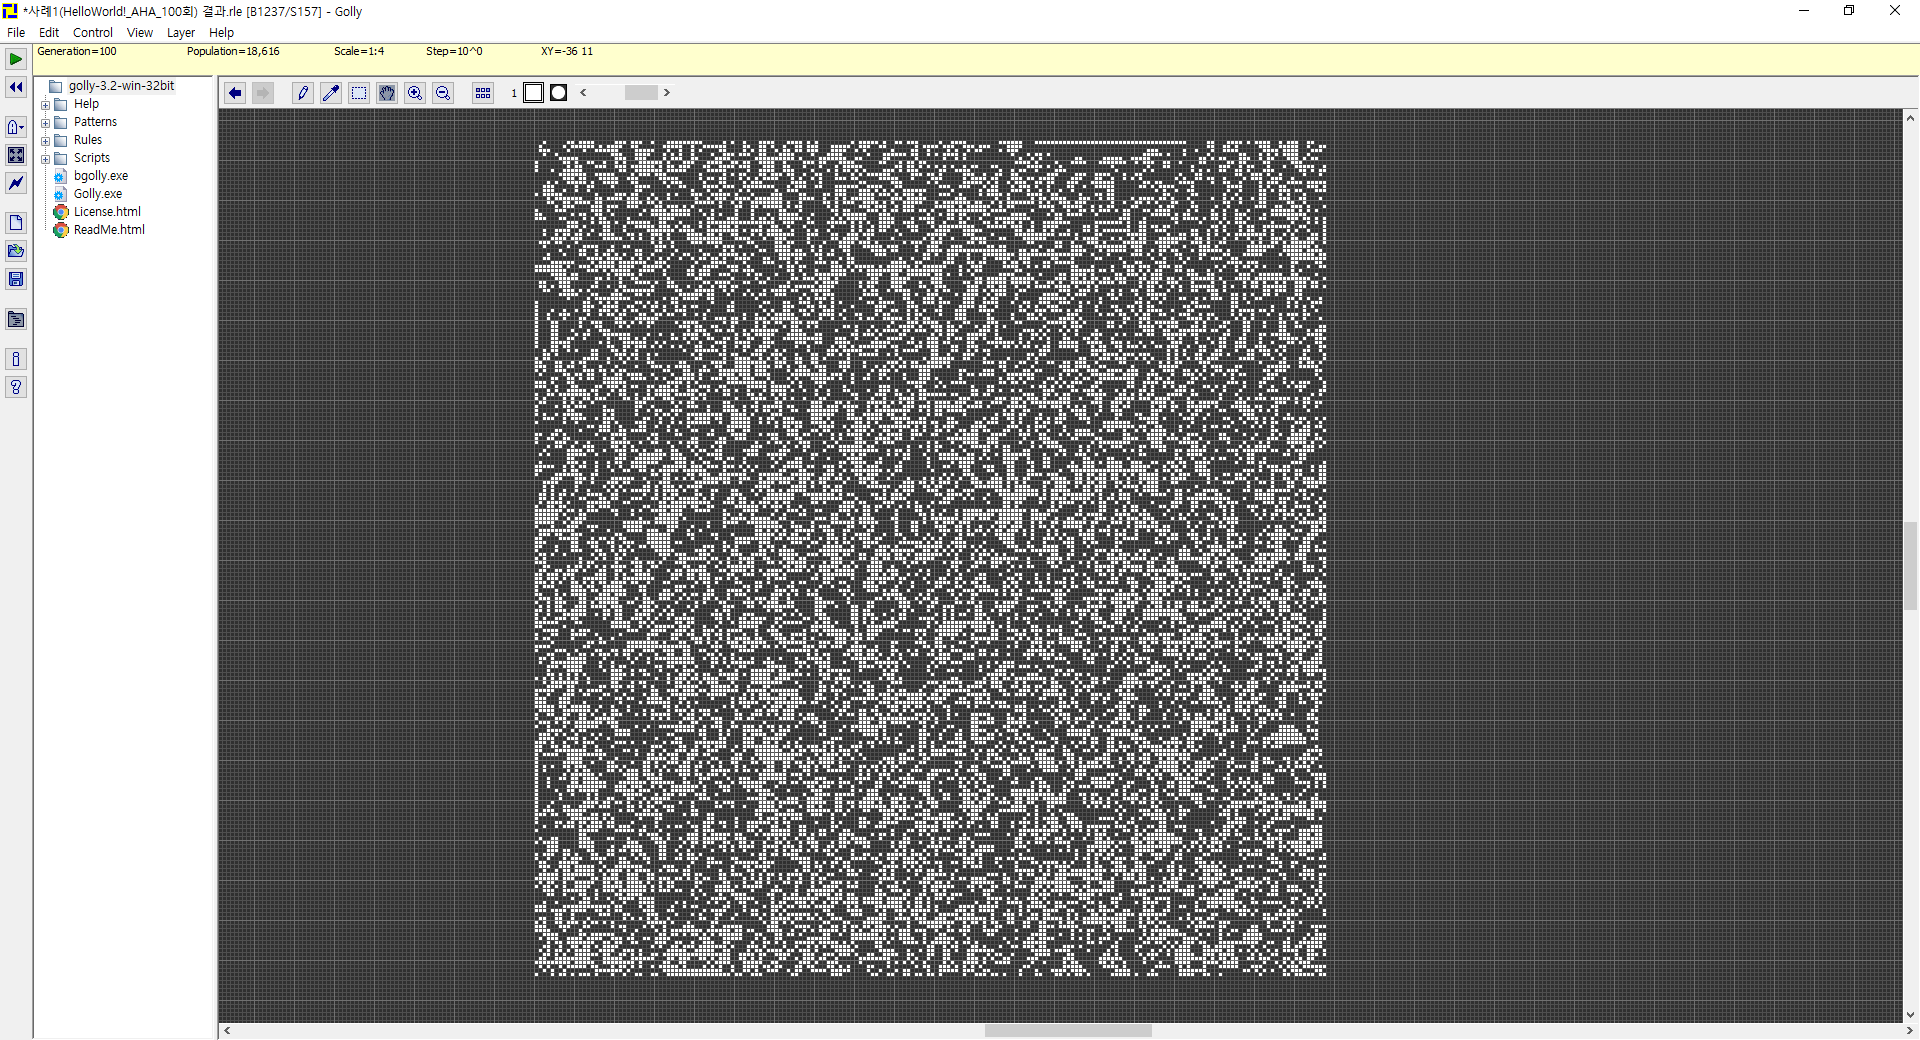 *사례1(HelloWorld!_AHA_100회) 결과.rle [B1237/S157] - Golly
File Edit Control View Layer Help
Generation=100 Population=18,616 Scale=1:4 Step=10^0 XY=-36 11
golly-3.2-win-32bit
Help
Patterns
Rules
Scripts
bgolly.exe
Golly.exe
License.html
ReadMe.html
1